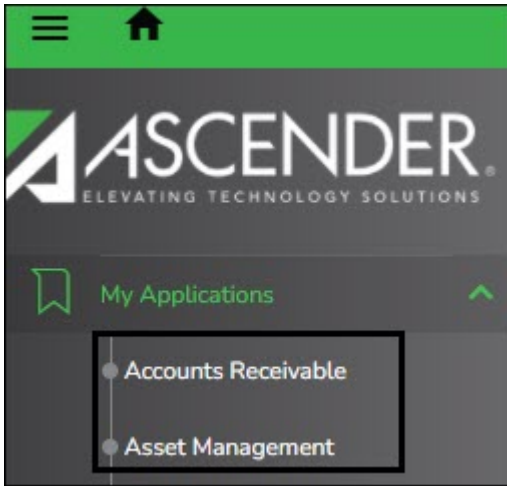 ASCENDER.
ELEVATING TECHNOLOGY SOLUTIONS
My Applications
Accounts Receivable
Asset Management